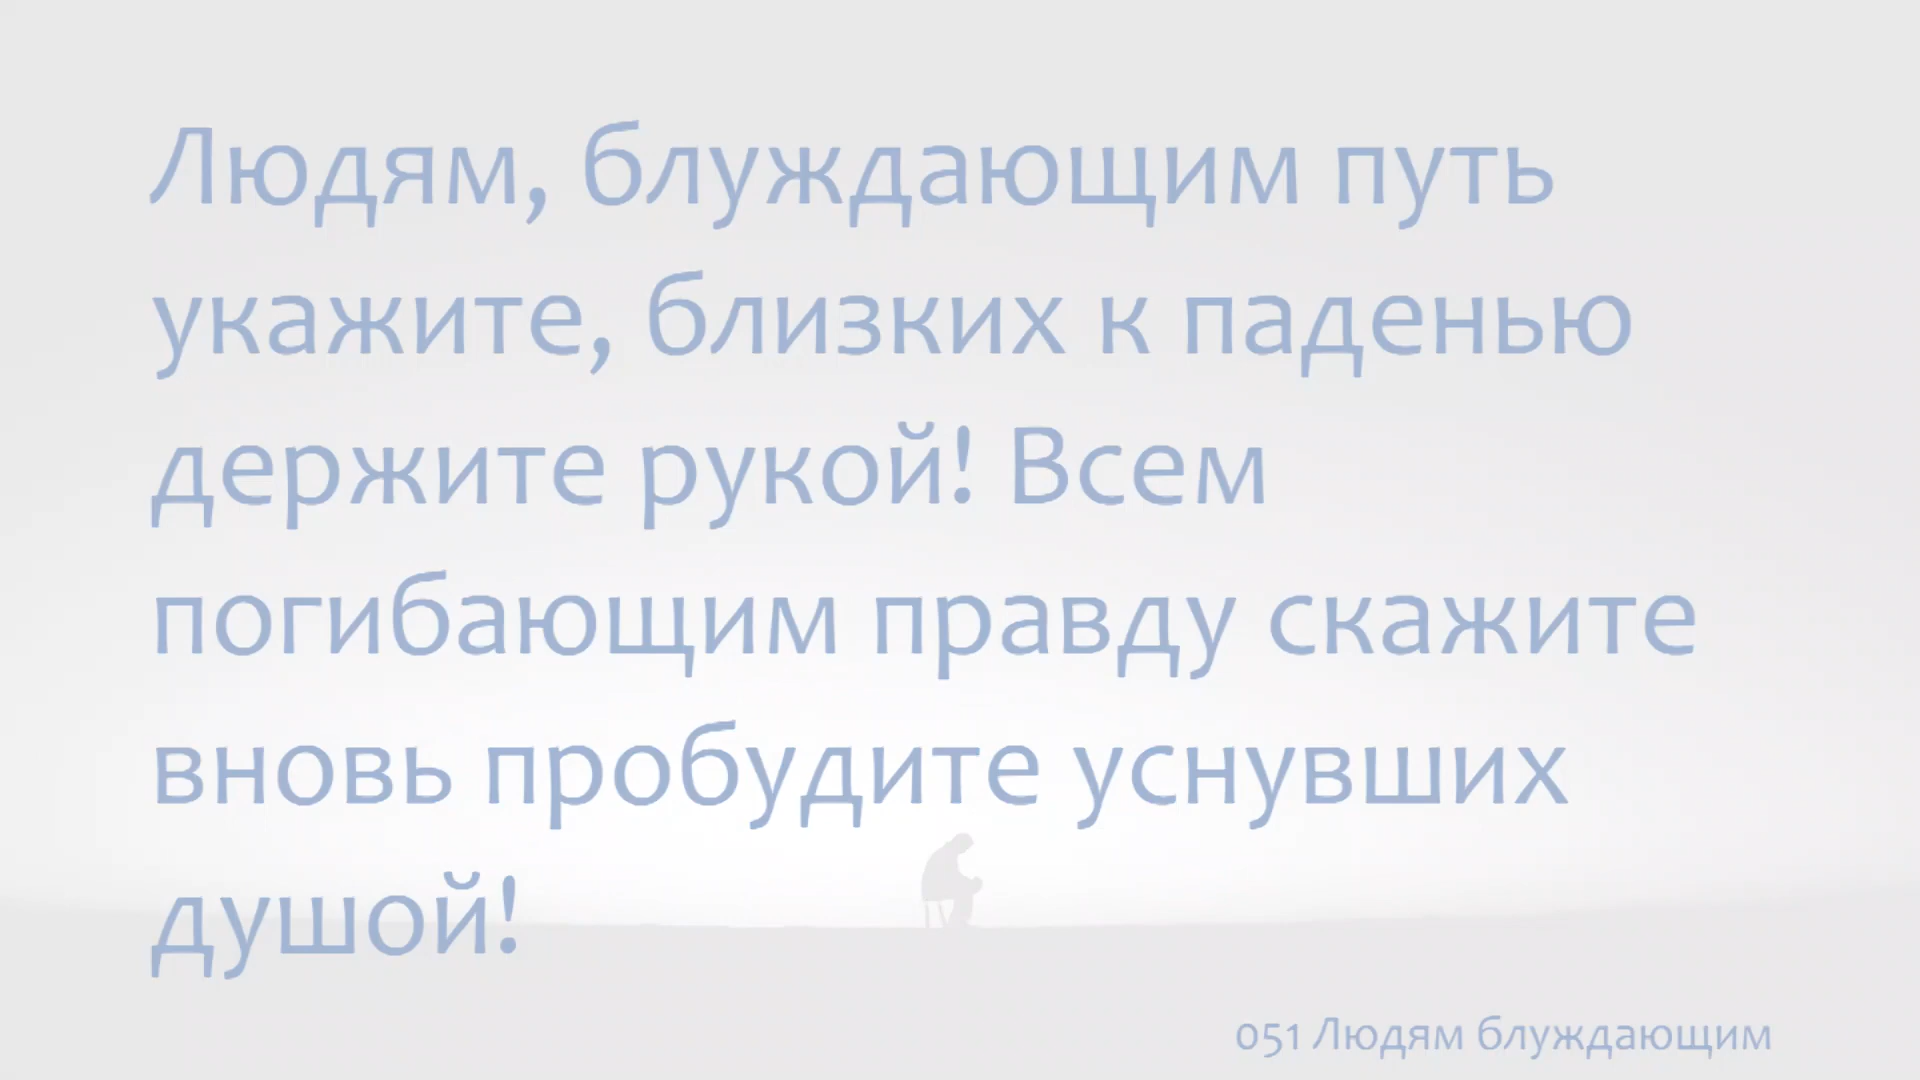 Людям, блуждающим путь
укажите, близких к паденью
держите рукой! Всем
погибающим правду скажите
вновь пробудите уснувших
душой!
051 Людям блуждающим